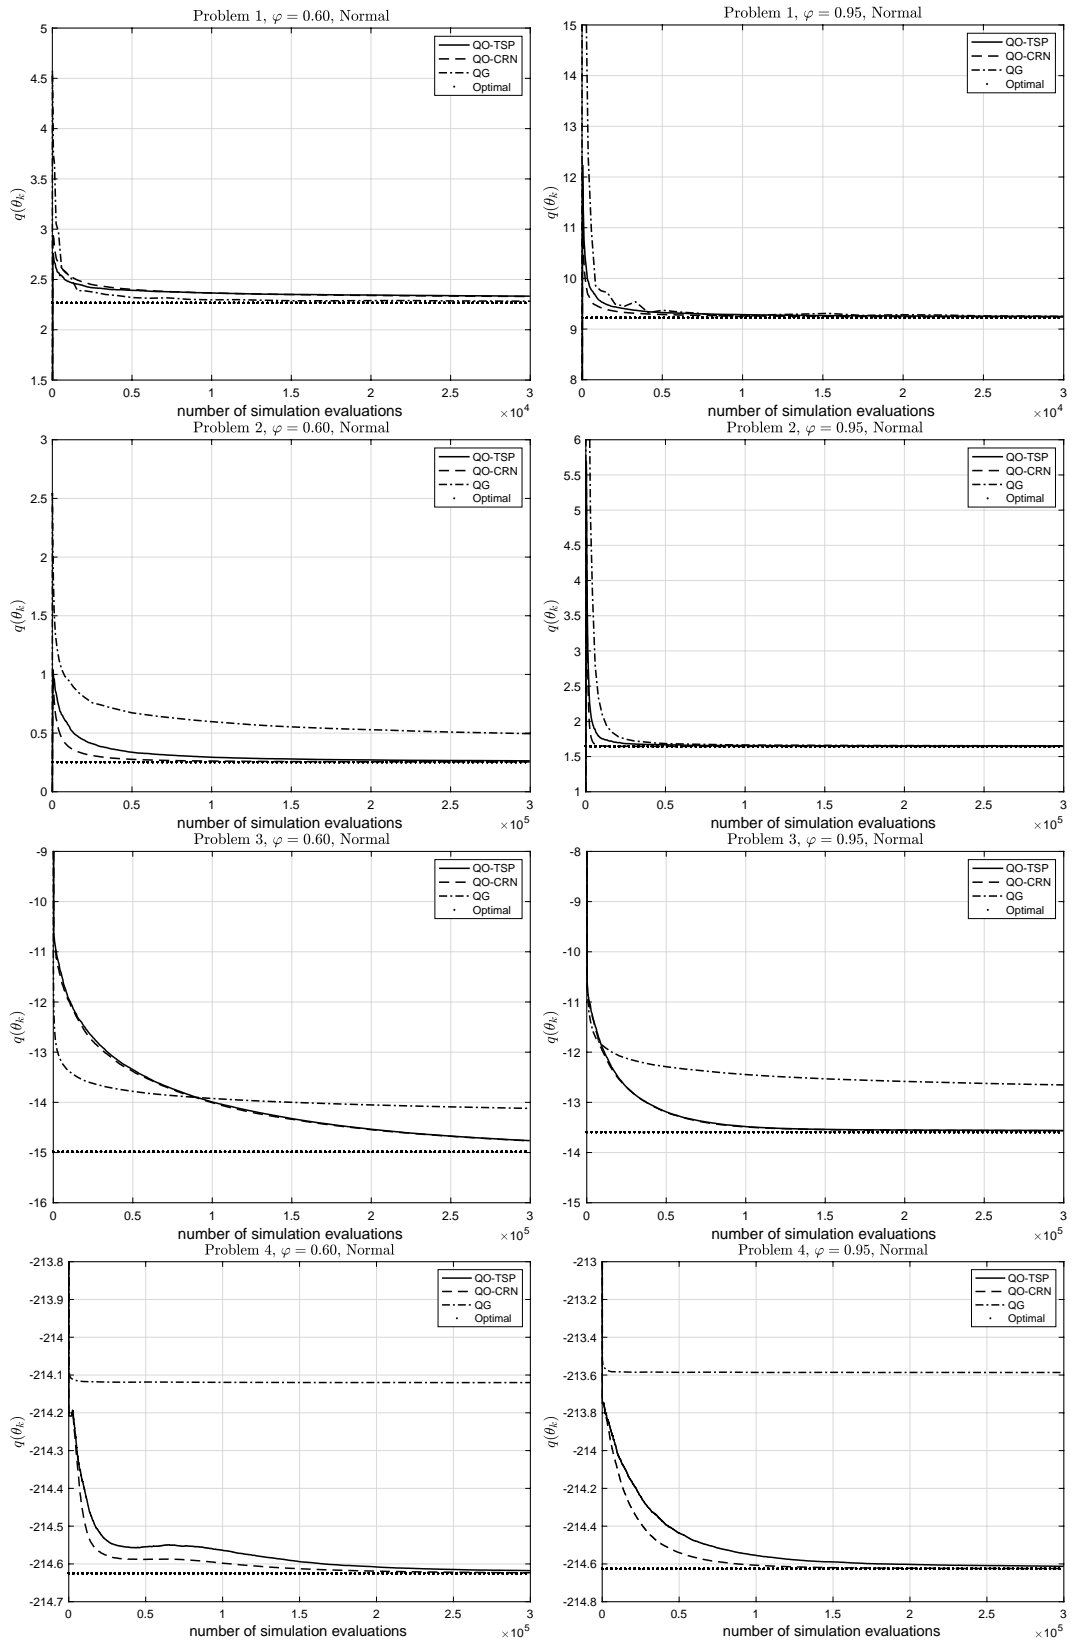 Problem 1, φ = 0.60, Normal
5
4.5
4
3.5
3
2.5
2
1.5
q(θₖ)
QO-TSP
QO-CRN
QG
Optimal
0 0.5 1 1.5 2 2.5 3
number of simulation evaluations
×10⁴
Problem 1, φ = 0.95, Normal
15
14
13
12
11
10
9
8
q(θₖ)
QO-TSP
QO-CRN
QG
Optimal
0 0.5 1 1.5 2 2.5 3
number of simulation evaluations
×10⁴
Problem 2, φ = 0.60, Normal
3
2.5
2
1.5
1
0.5
0
q(θₖ)
QO-TSP
QO-CRN
QG
Optimal
0 0.5 1 1.5 2 2.5 3
number of simulation evaluations
×10⁵
Problem 2, φ = 0.95, Normal
6
5.5
5
4.5
4
3.5
3
2.5
2
1.5
1
q(θₖ)
QO-TSP
QO-CRN
QG
Optimal
0 0.5 1 1.5 2 2.5 3
number of simulation evaluations
×10⁵
Problem 3, φ = 0.60, Normal
-9
-10
-11
-12
-13
-14
-15
-16
q(θₖ)
QO-TSP
QO-CRN
QG
Optimal
0 0.5 1 1.5 2 2.5 3
number of simulation evaluations
×10⁵
Problem 3, φ = 0.95, Normal
-8
-9
-10
-11
-12
-13
-14
-15
q(θₖ)
QO-TSP
QO-CRN
QG
Optimal
0 0.5 1 1.5 2 2.5 3
number of simulation evaluations
×10⁵
Problem 4, φ = 0.60, Normal
-213.8
-213.9
-214
-214.1
-214.2
-214.3
-214.4
-214.5
-214.6
-214.7
q(θₖ)
QO-TSP
QO-CRN
QG
Optimal
0 0.5 1 1.5 2 2.5 3
number of simulation evaluations
×10⁵
Problem 4, φ = 0.95, Normal
-213
-213.2
-213.4
-213.6
-213.8
-214
-214.2
-214.4
-214.6
-214.8
q(θₖ)
QO-TSP
QO-CRN
QG
Optimal
0 0.5 1 1.5 2 2.5 3
number of simulation evaluations
×10⁵